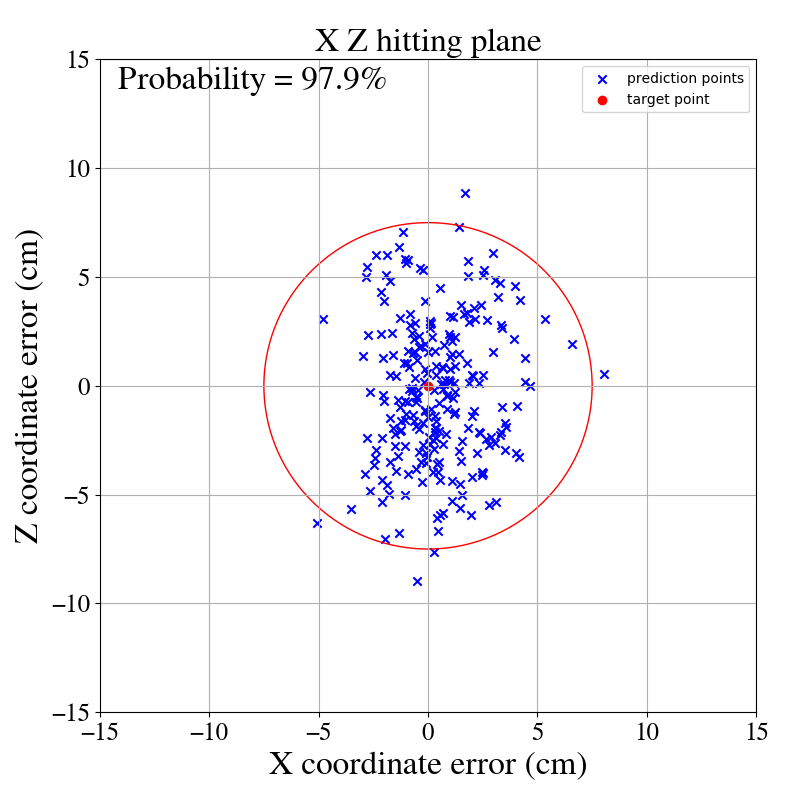 X Z hitting plane
Probability = 97.9%
prediction points
target point
Z coordinate error (cm)
15
10
5
0
−5
−10
−15
−15
−10
−5
0
5
10
15
X coordinate error (cm)